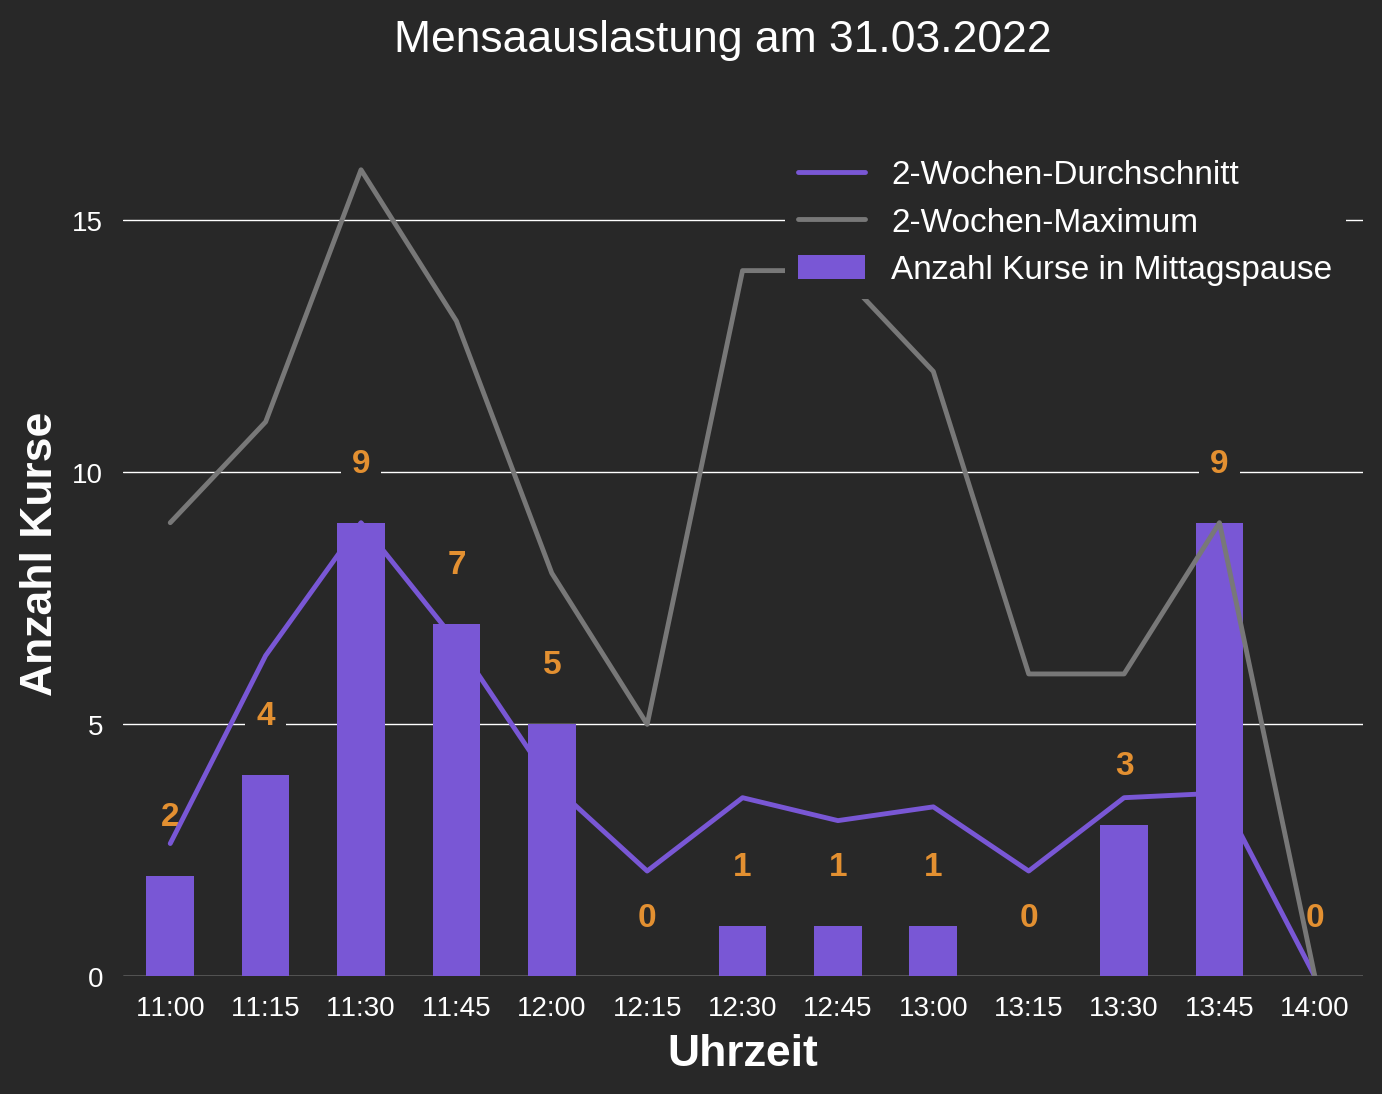 Mensaauslastung am 31.03.2022
2-Wochen-Durchschnitt
2-Wochen-Maximum
Anzahl Kurse in Mittagspause
Anzahl Kurse
15
10
5
0
2
4
9
7
5
0
1
1
1
0
3
9
0
11:00 11:15 11:30 11:45 12:00 12:15 12:30 12:45 13:00 13:15 13:30 13:45 14:00
Uhrzeit